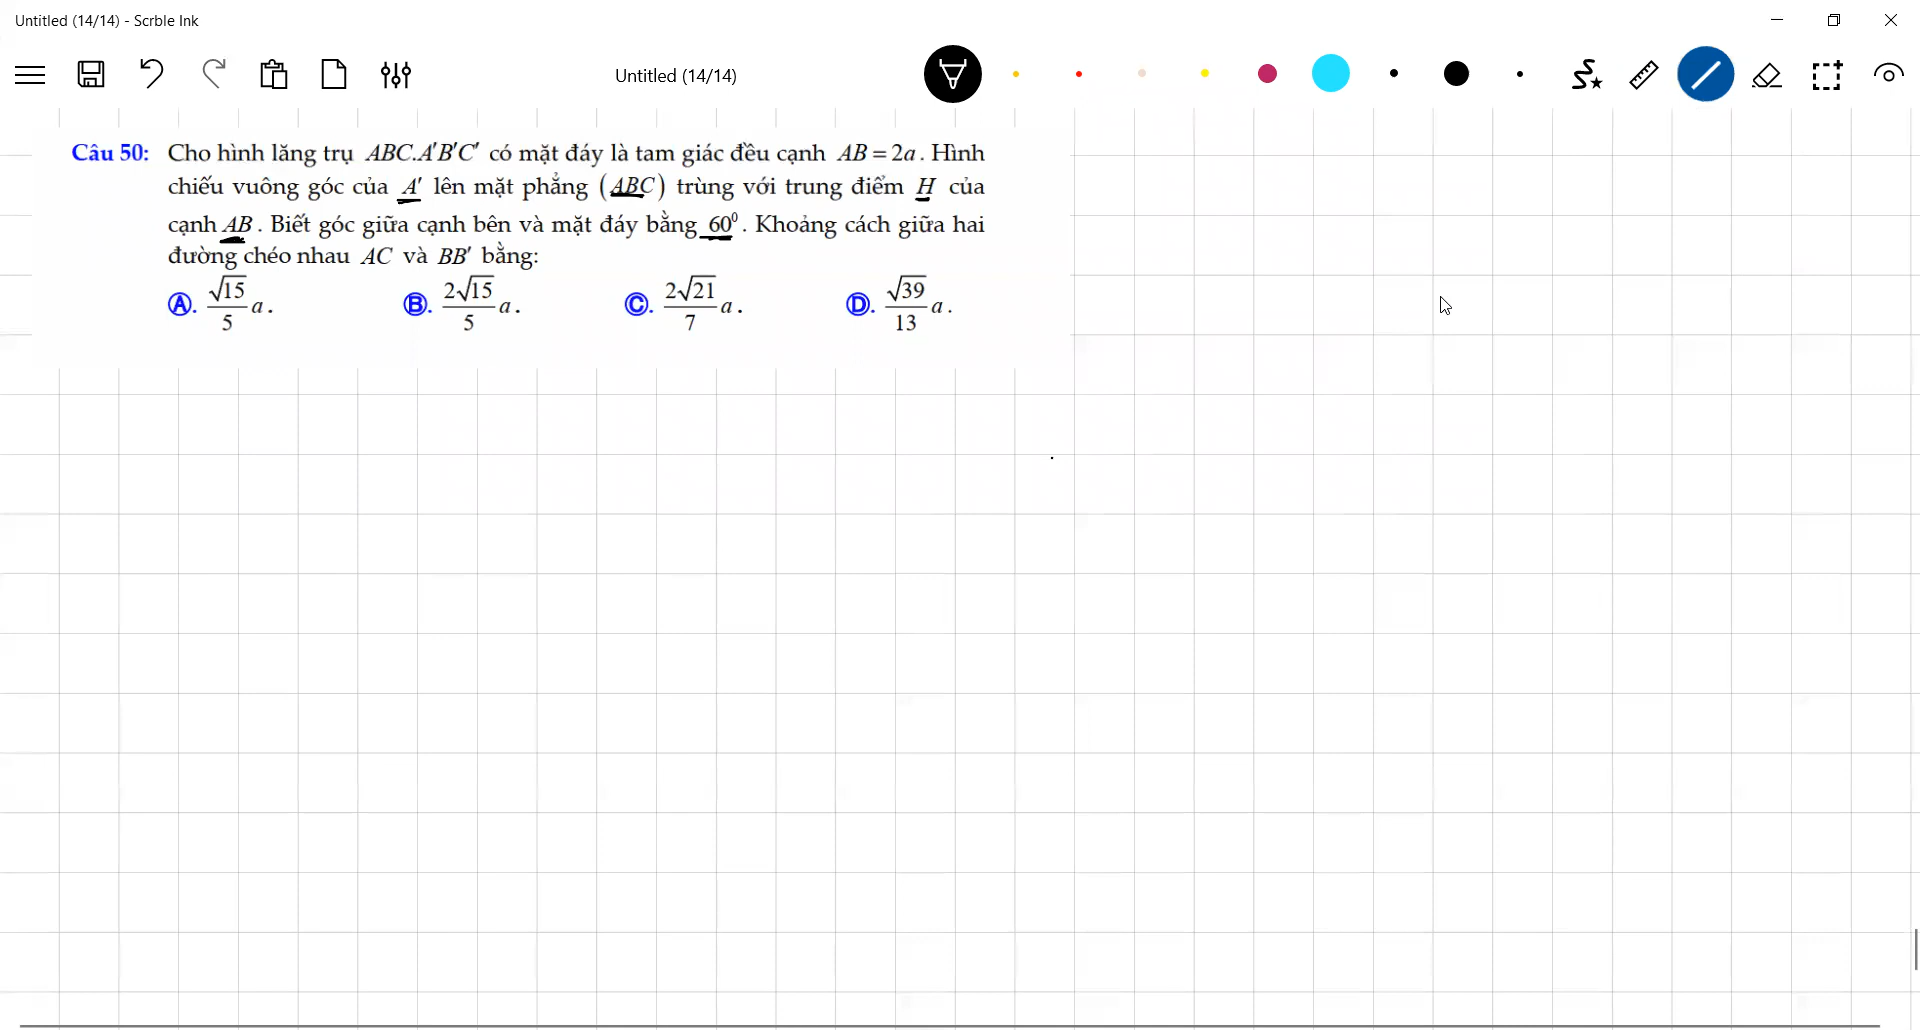 Untitled (14/14) - Scrble Ink
Untitled (14/14)
Câu 50: Cho hình lăng trụ ABC.A'B'C' có mặt đáy là tam giác đều cạnh AB = 2a. Hình
chiếu vuông góc của A' lên mặt phẳng (ABC) trùng với trung điểm H của
cạnh AB. Biết góc giữa cạnh bên và mặt đáy bằng 60⁰. Khoảng cách giữa hai
đường chéo nhau AC và BB' bằng:
Ⓐ. √15/5 a. Ⓑ. 2√15/5 a. Ⓒ. 2√21/7 a. Ⓓ. √39/13 a.